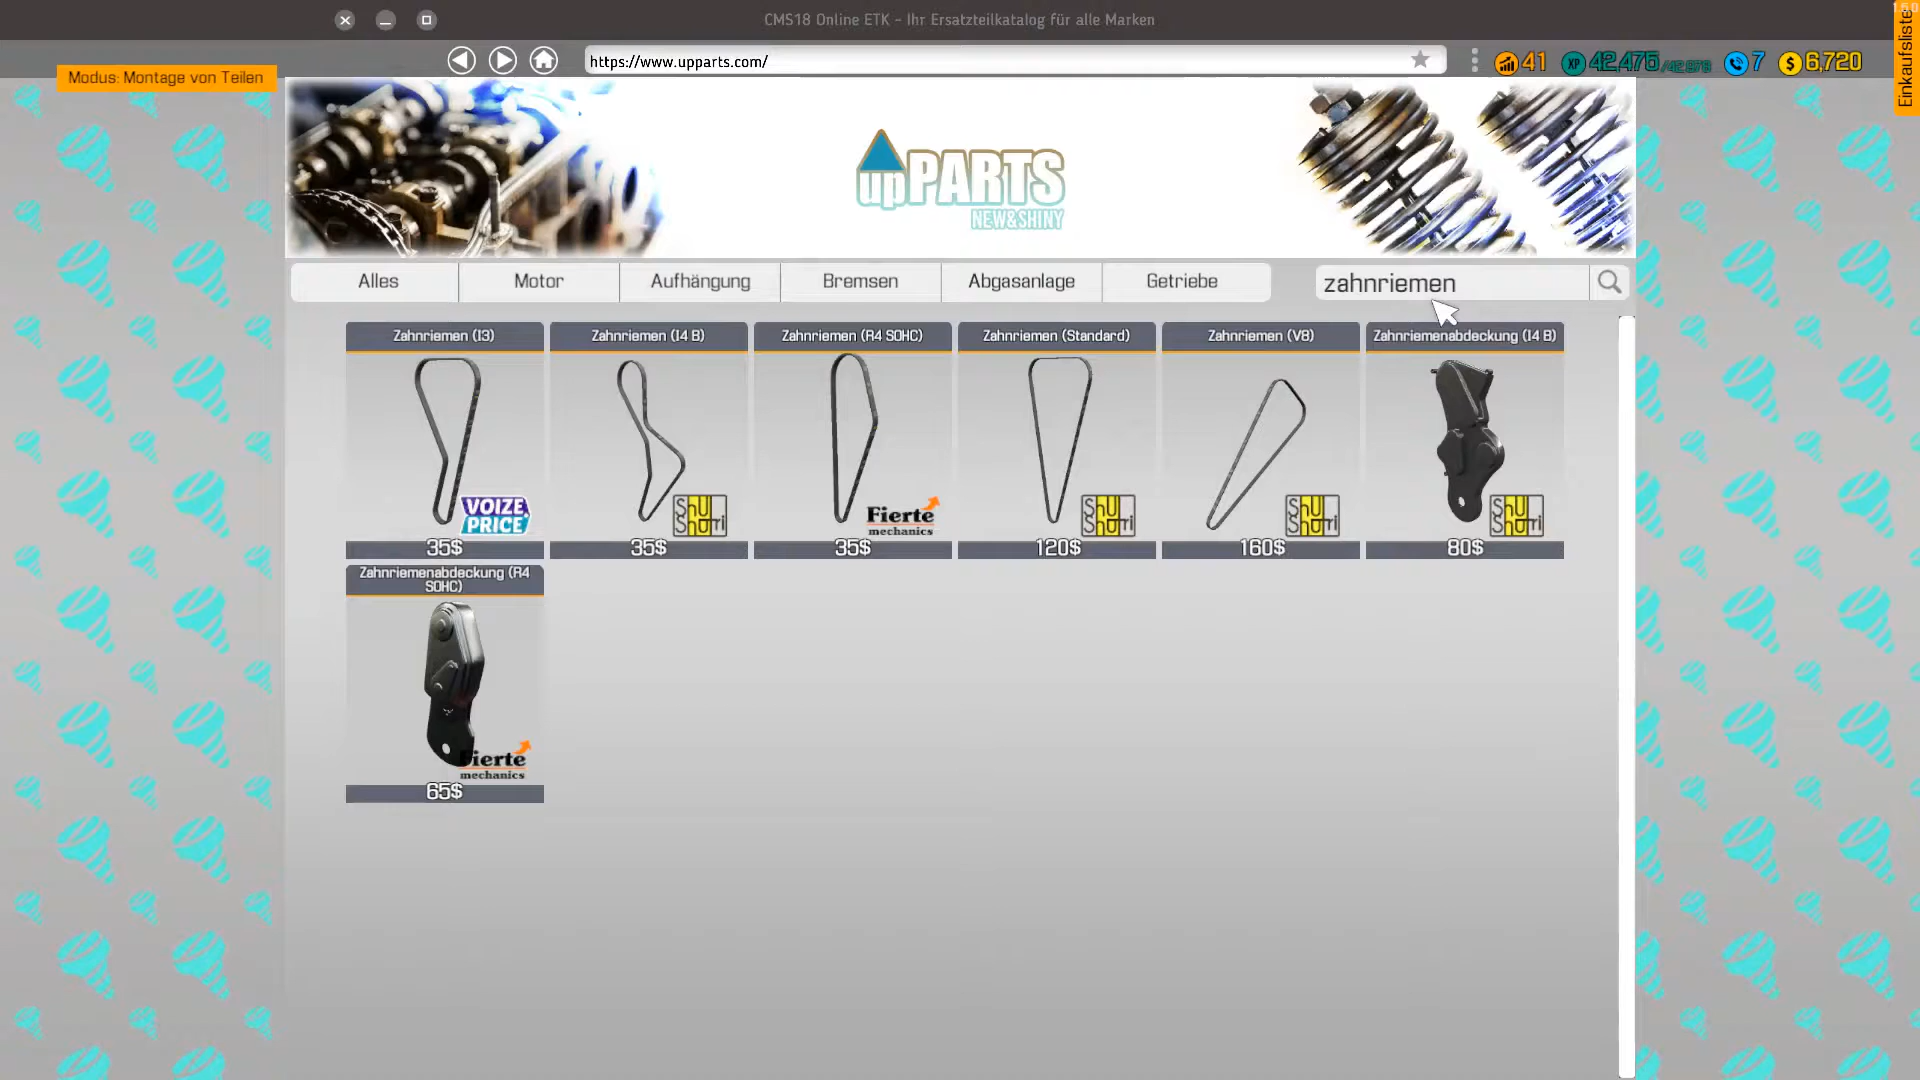 CMS18 Online ETK - Ihr Ersatzteilkatalog für alle Marken
Modus: Montage von Teilen
https://www.upparts.com/
41
XP
42,475
7
$
6,720
Einkaufsliste
upPARTS
NEW&SHINY
Alles
Motor
Aufhängung
Bremsen
Abgasanlage
Getriebe
zahnriemen
Zahnriemen (I3)
Zahnriemen (I4 B)
Zahnriemen (R4 SOHC)
Zahnriemen (Standard)
Zahnriemen (V8)
Zahnriemenabdeckung (I4 B)
VOIZE
PRICE
Fierte
mechanics
35$
35$
35$
120$
160$
80$
Zahnriemenabdeckung (R4
SOHC)
Fierte
mechanics
65$